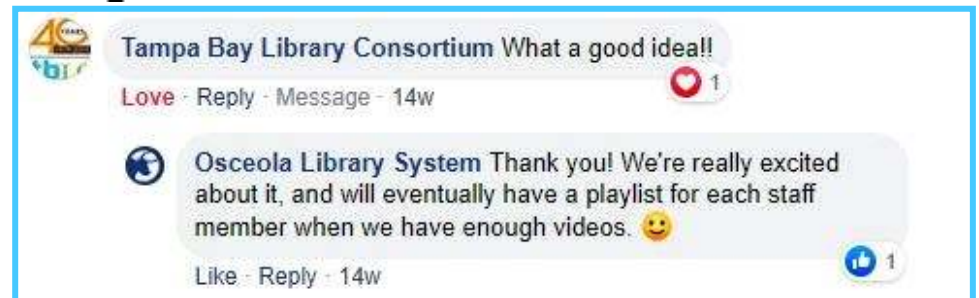 40 YEARS
Tampa Bay Library Consortium What a good idea!!
1
Love · Reply · Message · 14w
Osceola Library System Thank you! We're really excited
about it, and will eventually have a playlist for each staff
member when we have enough videos. 🙂
1
Like · Reply · 14w